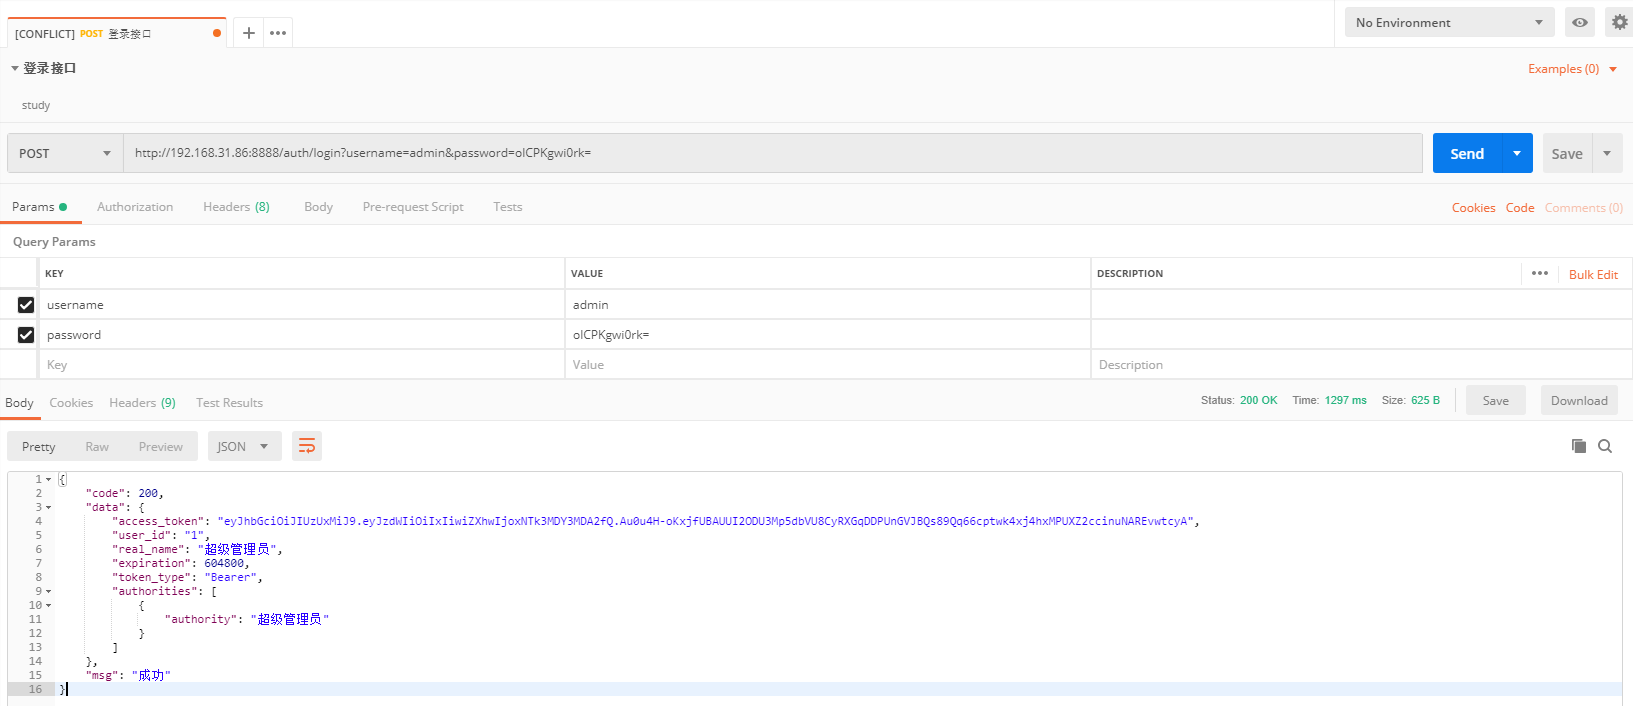 [CONFLICT] POST 登录接口
No Environment
登录接口
Examples (0)
study
POST
http://192.168.31.86:8888/auth/login?username=admin&password=olCPKgwi0rk=
Send
Save
Params Authorization Headers (8) Body Pre-request Script Tests
Cookies Code Comments (0)
Query Params
KEY VALUE DESCRIPTION ••• Bulk Edit
username admin
password olCPKgwi0rk=
Key Value Description
Body Cookies Headers (9) Test Results
Status: 200 OK Time: 1297 ms Size: 625 B Save Download
Pretty Raw Preview JSON
1 {
2 "code": 200,
3 "data": {
4 "access_token": "eyJhbGciOiJIUzUxMiJ9.eyJzdWIiOiIxIiwiZXhwIjoxNTk3MDY3MDA2fQ.Au0u4H-oKxjfUBAUUI2ODU3Mp5dbVU8CyRXGqDDPUnGVJBQs89Qq66cptwk4xj4hxMPUXZ2ccinuNAREvwtcyA",
5 "user_id": "1",
6 "real_name": "超级管理员",
7 "expiration": 604800,
8 "token_type": "Bearer",
9 "authorities": [
10 {
11 "authority": "超级管理员"
12 }
13 ]
14 },
15 "msg": "成功"
16 }